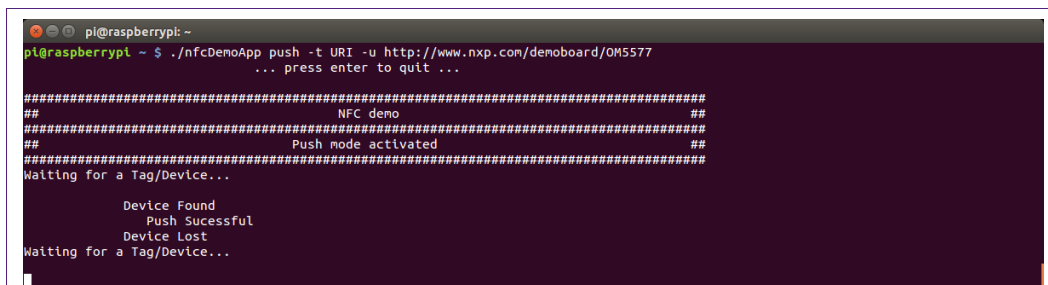 pi@raspberrypi: ~
pi@raspberrypi ~ $ ./nfcDemoApp push -t URI -u http://www.nxp.com/demoboard/OM5577
... press enter to quit ...
#########################################################################################
## NFC demo ##
#########################################################################################
## Push mode activated ##
#########################################################################################
Waiting for a Tag/Device...
Device Found
Push Sucessful
Device Lost
Waiting for a Tag/Device...